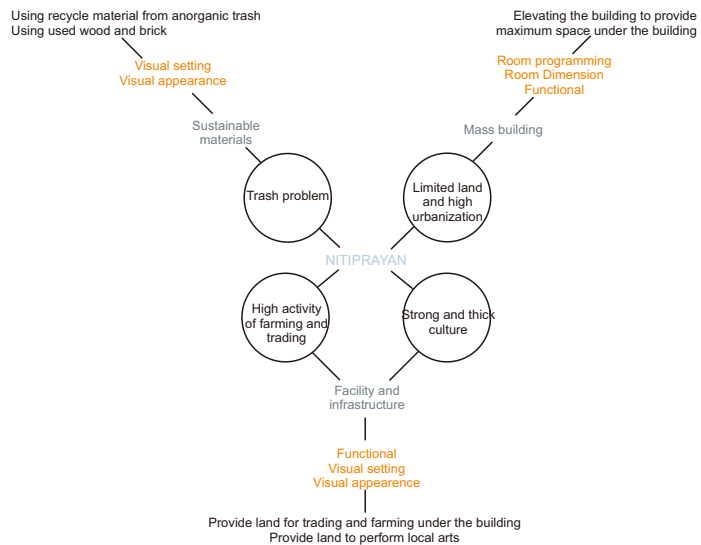 Using recycle material from anorganic trash
Using used wood and brick
Elevating the building to provide
maximum space under the building
Visual setting
Visual appearance
Room programming
Room Dimension
Functional
Sustainable
materials
Mass building
Trash problem
Limited land
and high
urbanization
NITIPRAYAN
High activity
of farming and
trading
Strong and thick
culture
Facility and
infrastructure
Functional
Visual setting
Visual appearence
Provide land for trading and farming under the building
Provide land to perform local arts